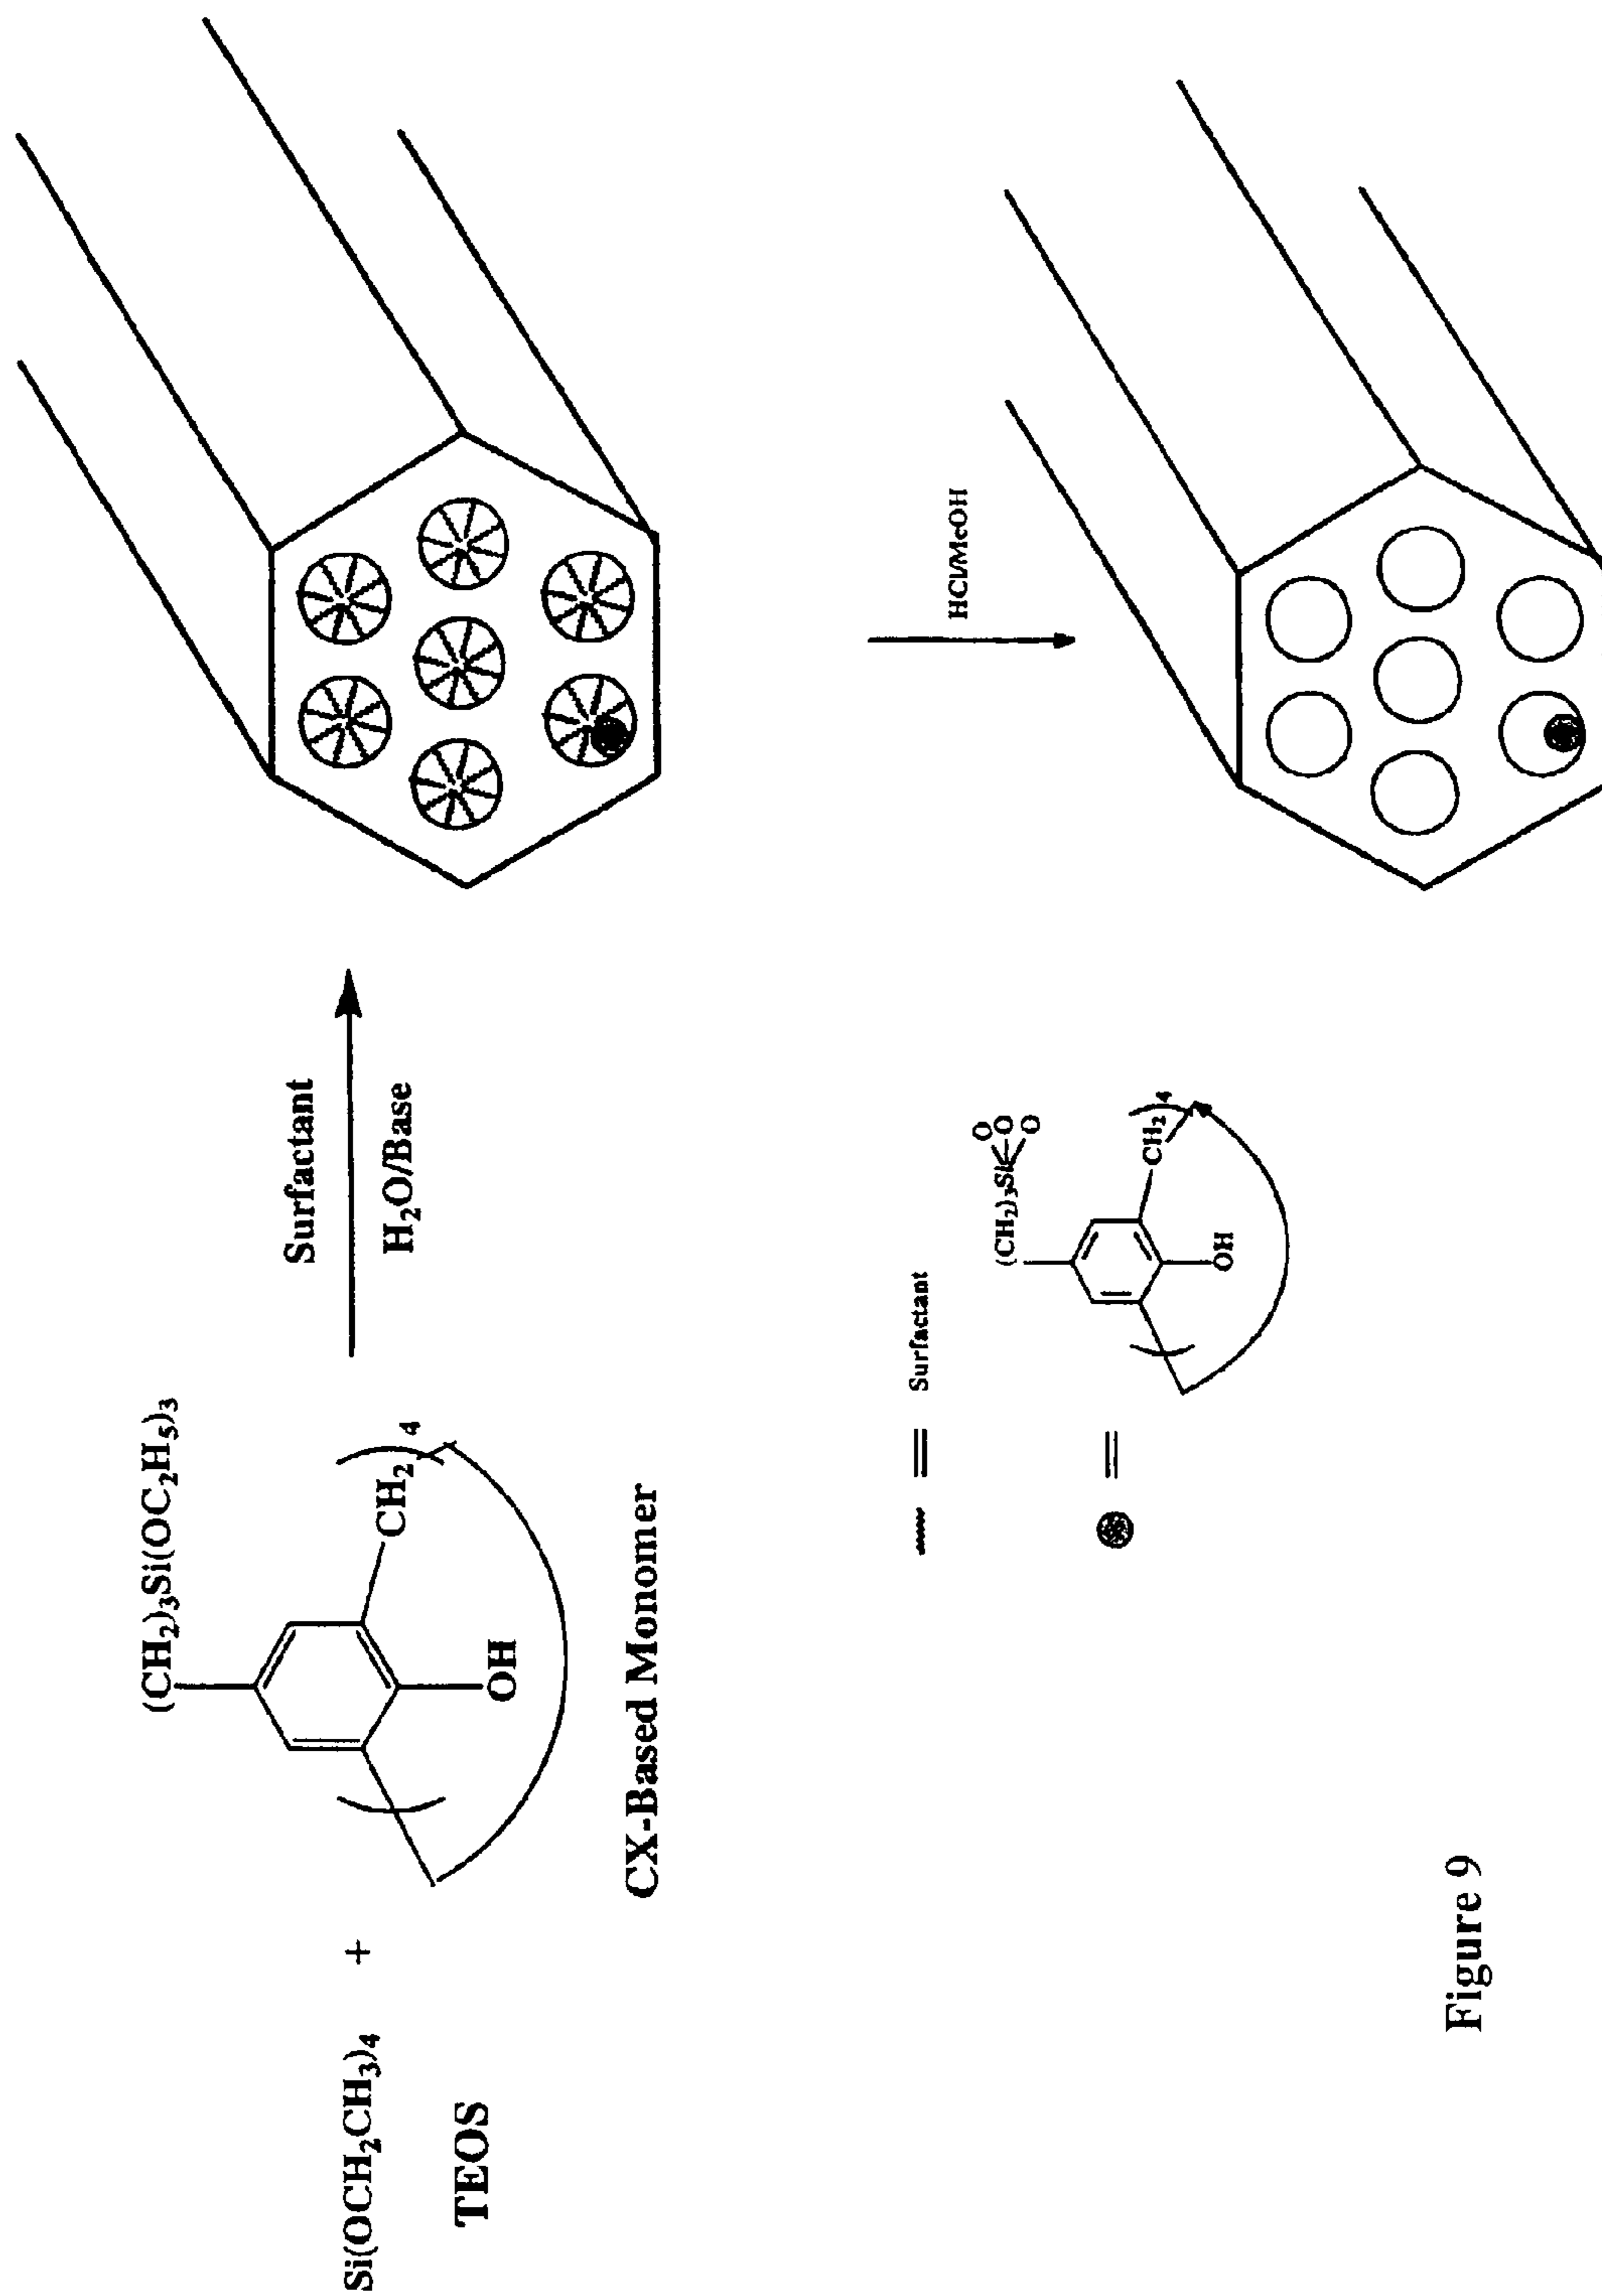 Si(OCH₂CH₃)₄ +
TEOS
(CH₂)₃Si(OC₂H₅)₃
CH₂
4
OH
CX-Based Monomer
Surfactant
H₂O/Base
HCl/MeOH
= Surfactant
=
(CH₂)₃Si
O
O
O
CH₂
4
OH
Figure 9